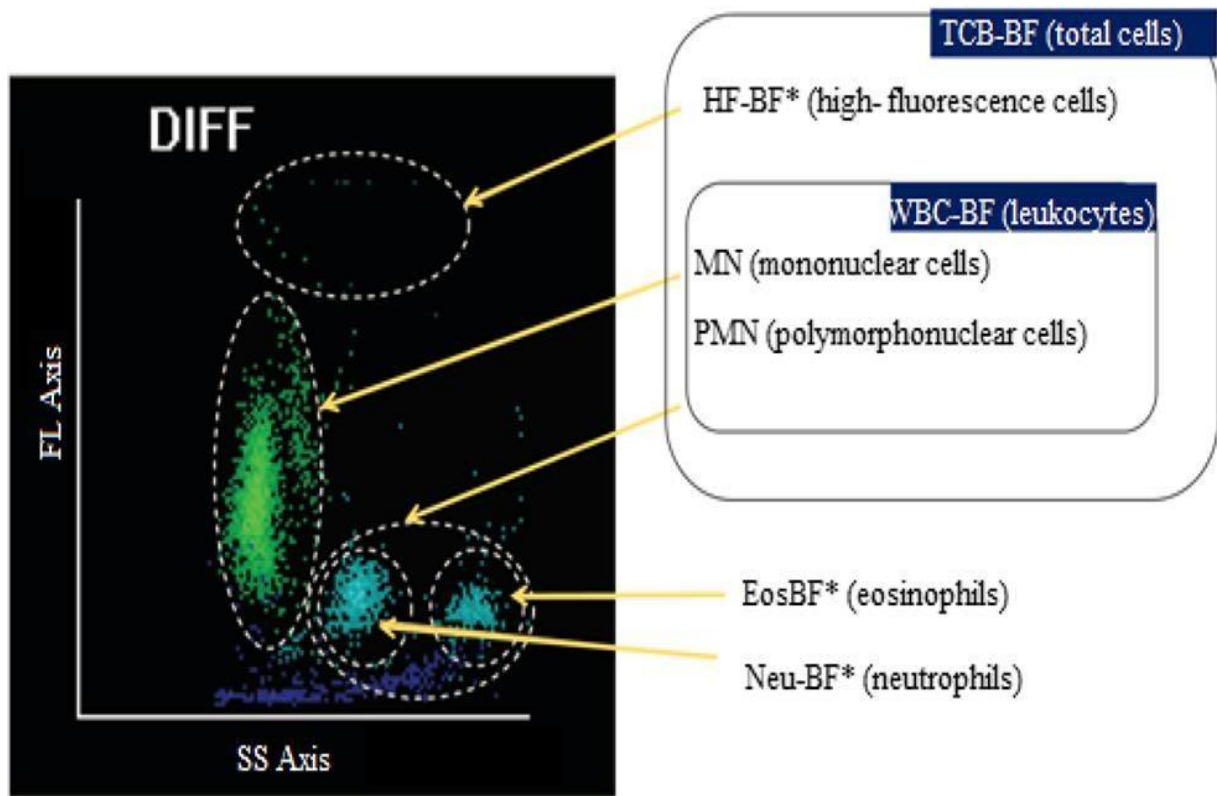 DIFF
FL Axis
SS Axis
TCB-BF (total cells)
HF-BF* (high- fluorescence cells)
WBC-BF (leukocytes)
MN (mononuclear cells)
PMN (polymorphonuclear cells)
EosBF* (eosinophils)
Neu-BF* (neutrophils)